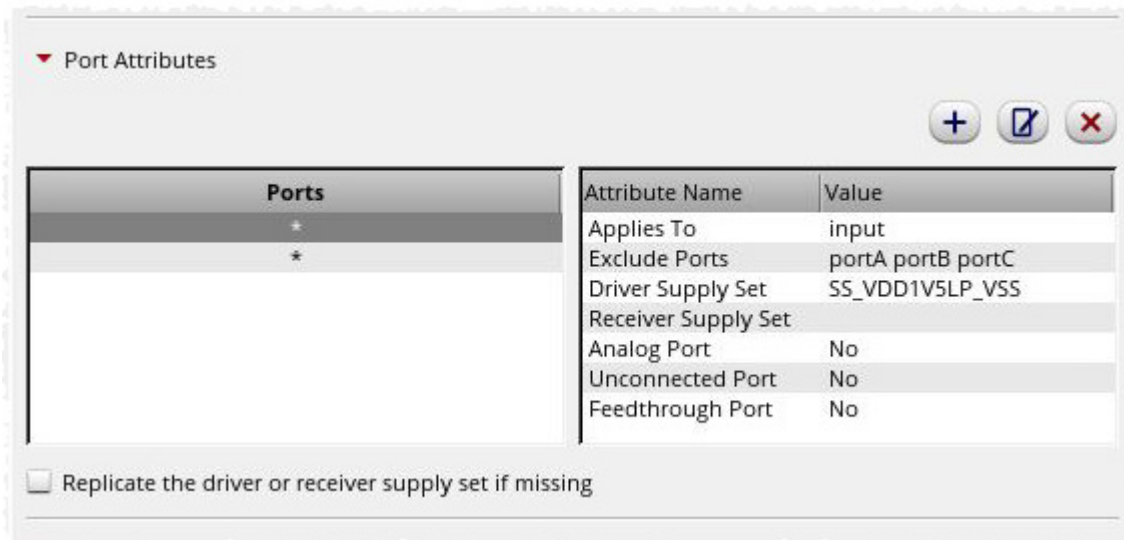 Port Attributes
Ports
*
*
Attribute Name Value
Applies To input
Exclude Ports portA portB portC
Driver Supply Set SS_VDD1V5LP_VSS
Receiver Supply Set
Analog Port No
Unconnected Port No
Feedthrough Port No
Replicate the driver or receiver supply set if missing